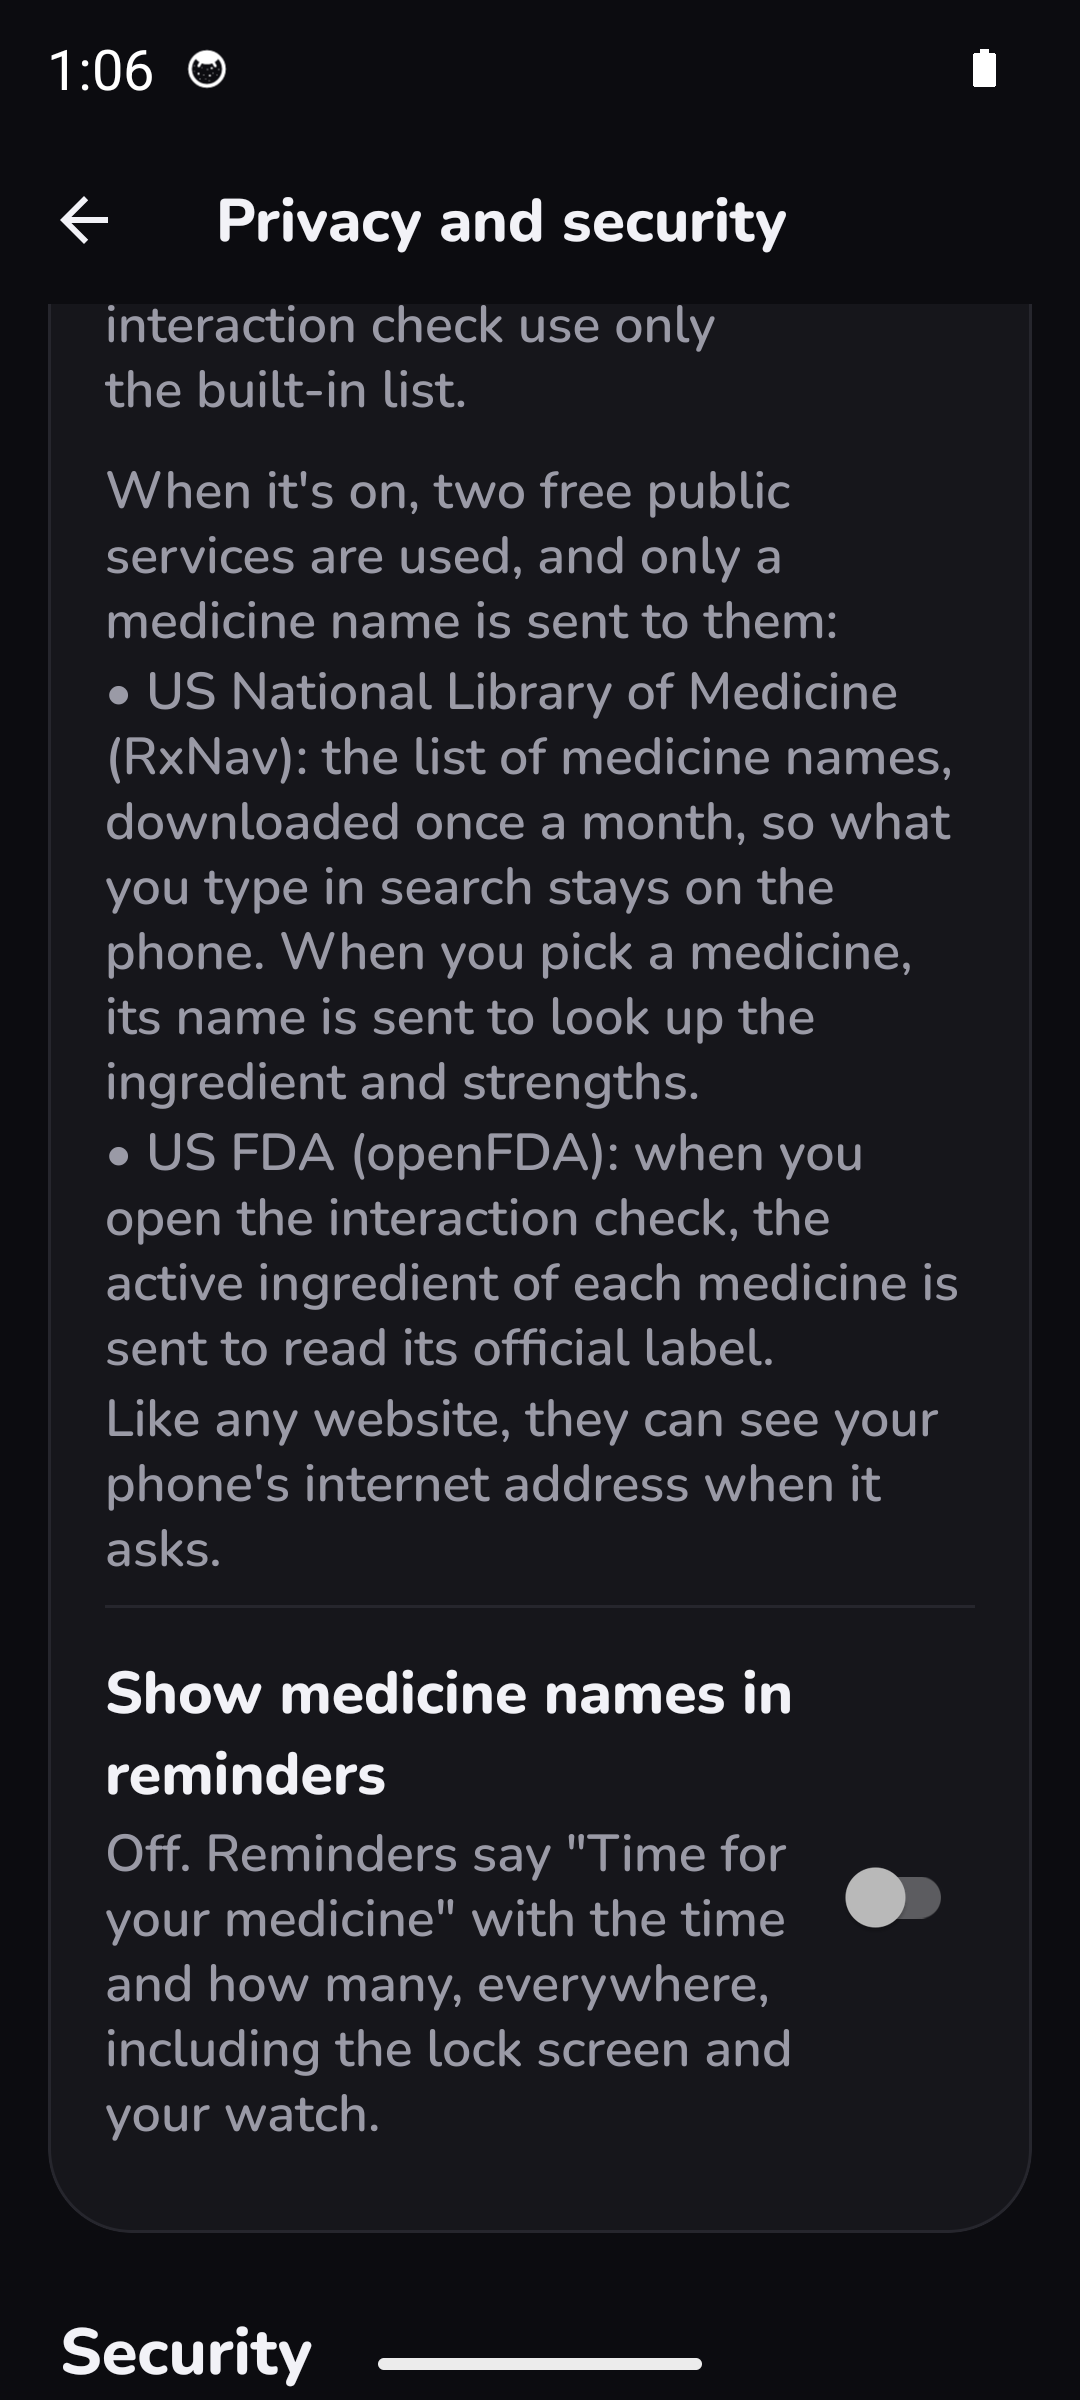 1:06
Privacy and security
interaction check use only
the built-in list.
When it's on, two free public
services are used, and only a
medicine name is sent to them:
• US National Library of Medicine
(RxNav): the list of medicine names,
downloaded once a month, so what
you type in search stays on the
phone. When you pick a medicine,
its name is sent to look up the
ingredient and strengths.
• US FDA (openFDA): when you
open the interaction check, the
active ingredient of each medicine is
sent to read its official label.
Like any website, they can see your
phone's internet address when it
asks.
Show medicine names in
reminders
Off. Reminders say "Time for
your medicine" with the time
and how many, everywhere,
including the lock screen and
your watch.
Security